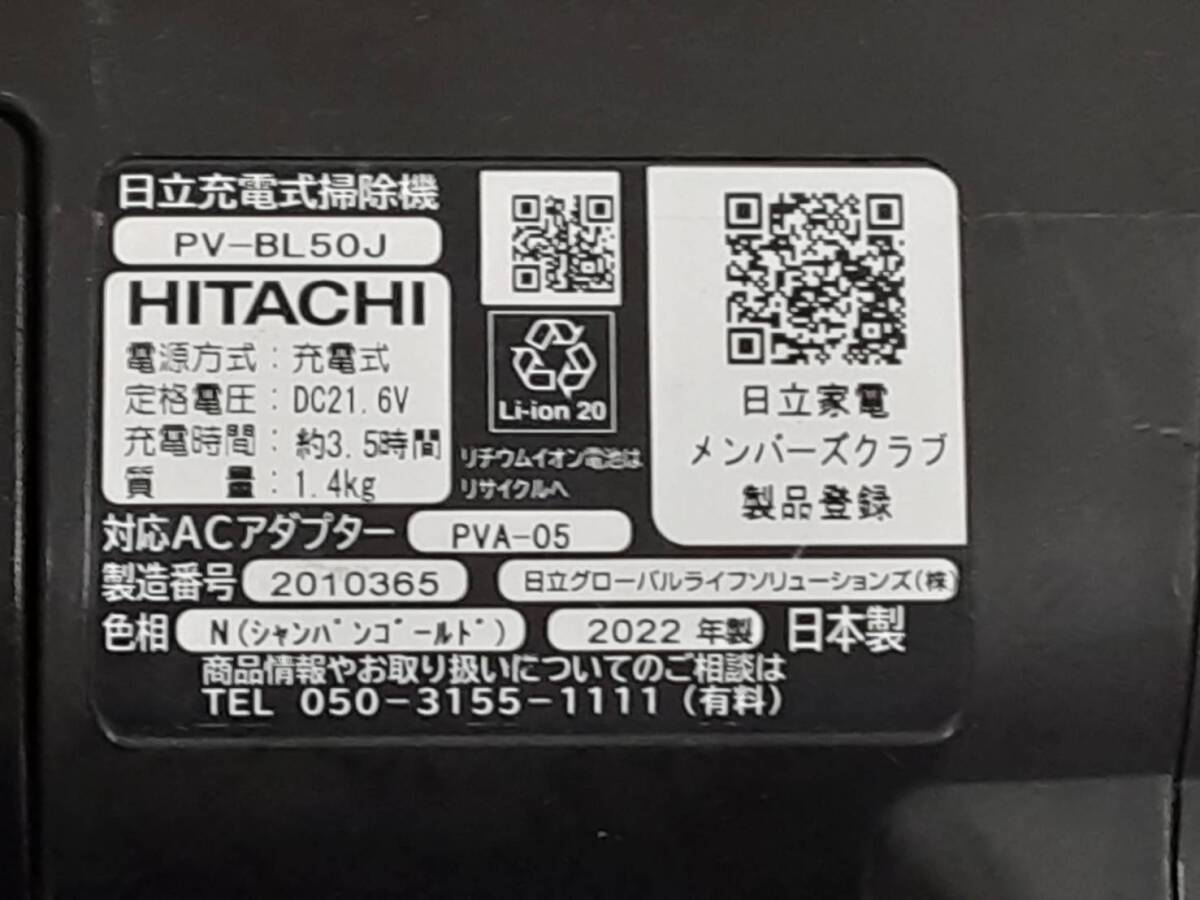 日立充電式掃除機
PV-BL50J
HITACHI
電源方式：充電式
定格電圧：DC21.6V
充電時間：約3.5時間
質　　量：1.4kg
Li-ion 20
リチウムイオン電池は
リサイクルへ
日立家電
メンバーズクラブ
製品登録
対応ACアダプター PVA-05
製造番号 2010365 日立グローバルライフソリューションズ(株)
色相 N(シャンパンゴールド) 2022 年製 日本製
商品情報やお取り扱いについてのご相談は
TEL 050-3155-1111 (有料)